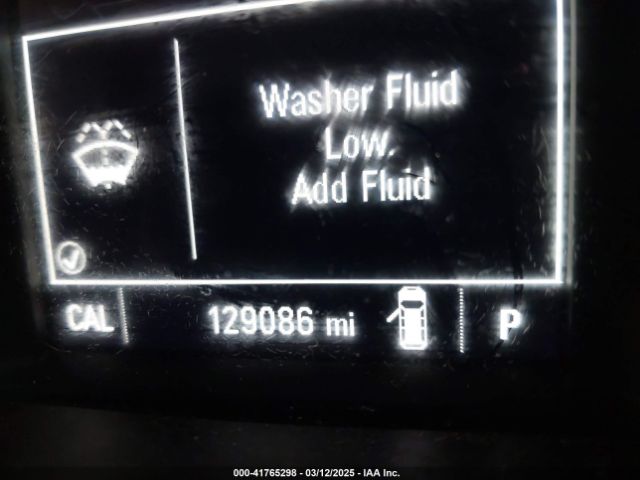 Washer Fluid
Low.
Add Fluid
CAL 129086 mi P
000-41765298 - 03/12/2025 - IAA Inc.